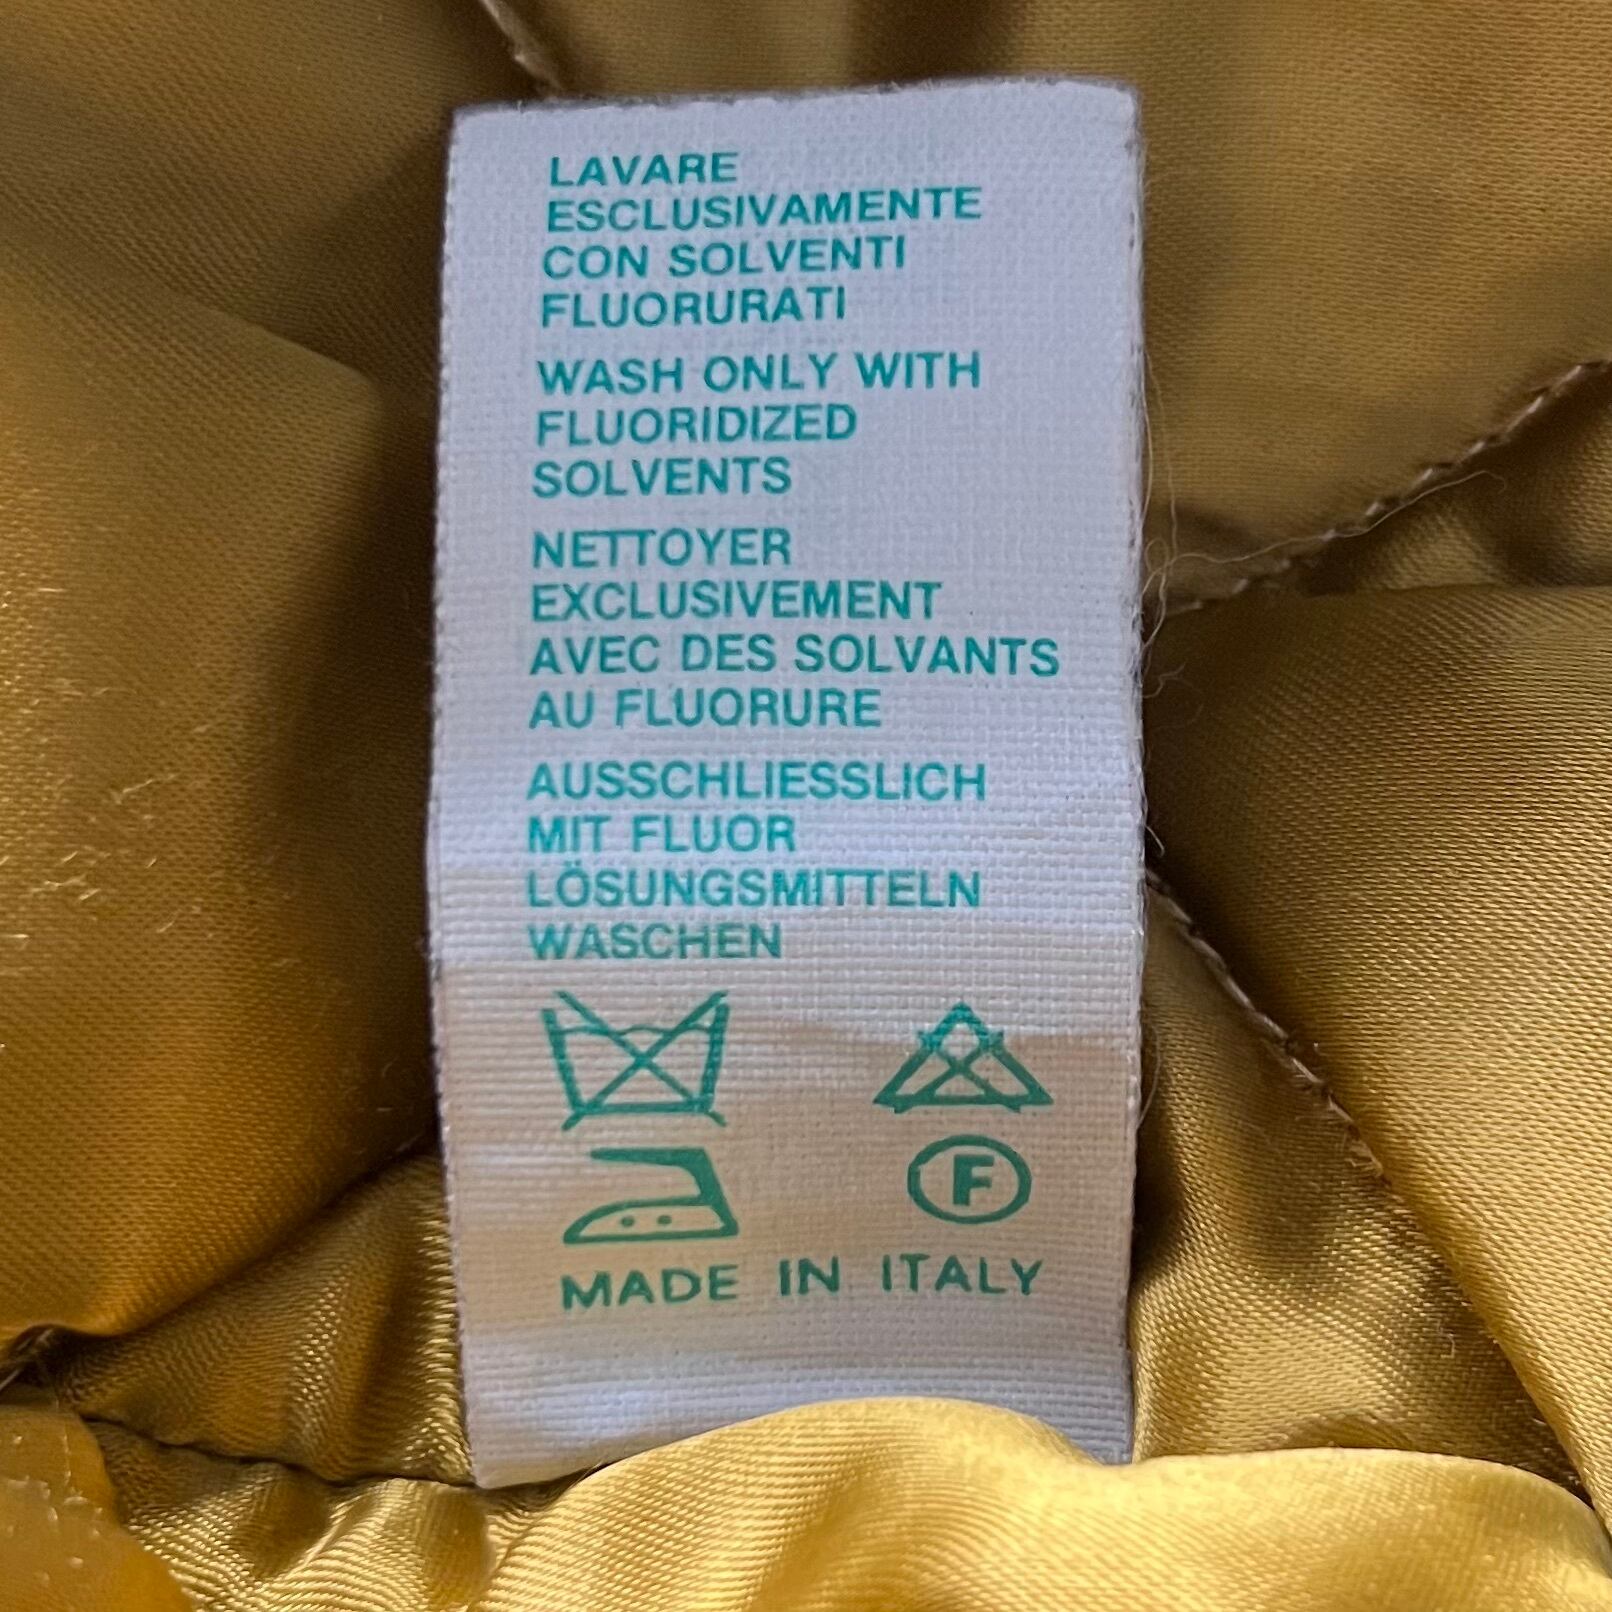 LAVARE
ESCLUSIVAMENTE
CON SOLVENTI
FLUORURATI
WASH ONLY WITH
FLUORIDIZED
SOLVENTS
NETTOYER
EXCLUSIVEMENT
AVEC DES SOLVANTS
AU FLUORURE
AUSSCHLIESSLICH
MIT FLUOR
LÖSUNGSMITTELN
WASCHEN
F
MADE IN ITALY